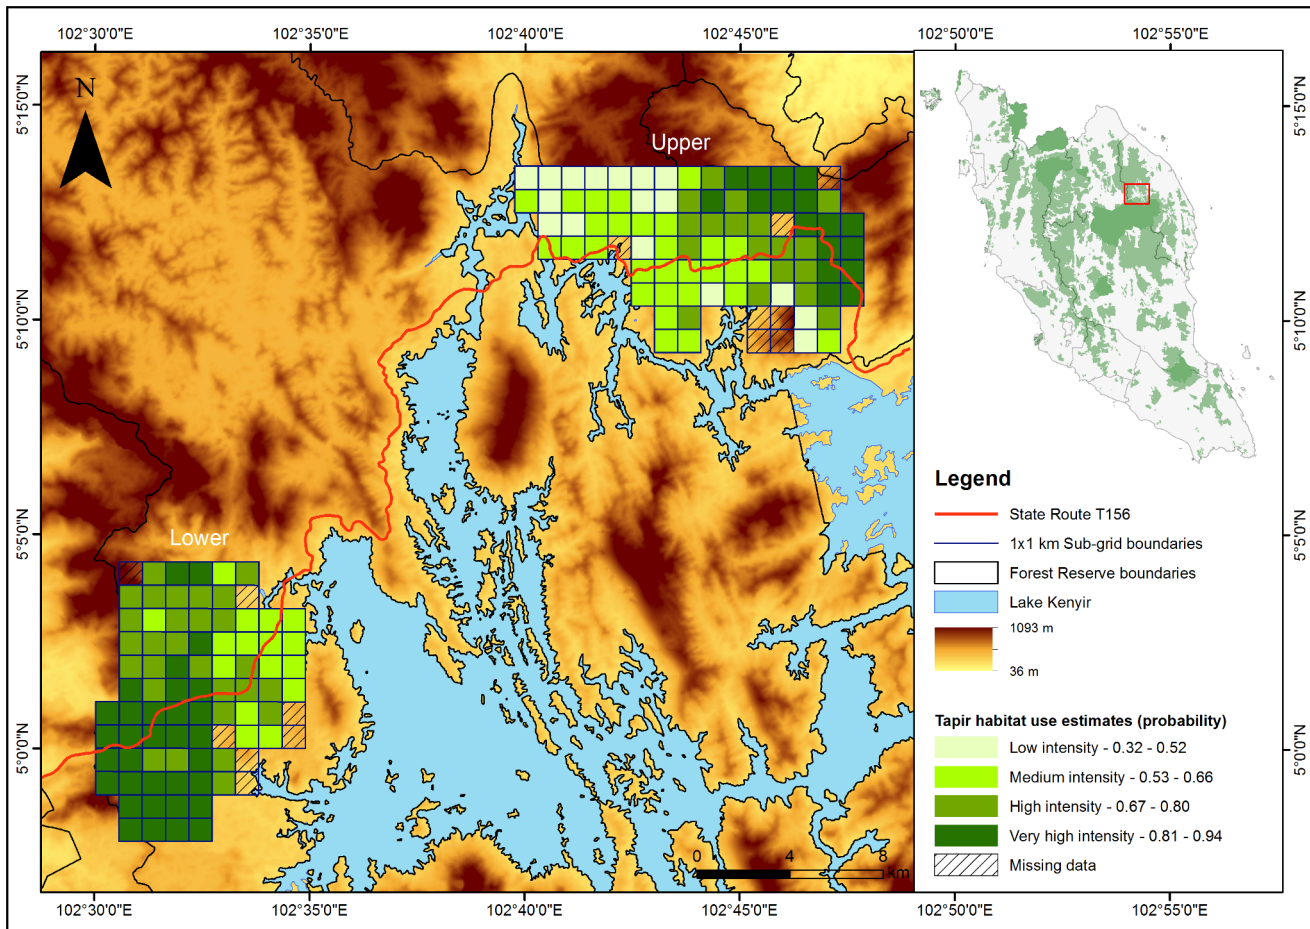 102°30'0"E 102°35'0"E 102°40'0"E 102°45'0"E 102°50'0"E 102°55'0"E
5°15'0"N
5°10'0"N
5°5'0"N
5°0'0"N
N
Upper
Lower
0 4 8
km
5°15'0"N
5°10'0"N
5°5'0"N
5°0'0"N
Legend
State Route T156
1x1 km Sub-grid boundaries
Forest Reserve boundaries
Lake Kenyir
1093 m
36 m
Tapir habitat use estimates (probability)
Low intensity - 0.32 - 0.52
Medium intensity - 0.53 - 0.66
High intensity - 0.67 - 0.80
Very high intensity - 0.81 - 0.94
Missing data
102°30'0"E 102°35'0"E 102°40'0"E 102°45'0"E 102°50'0"E 102°55'0"E